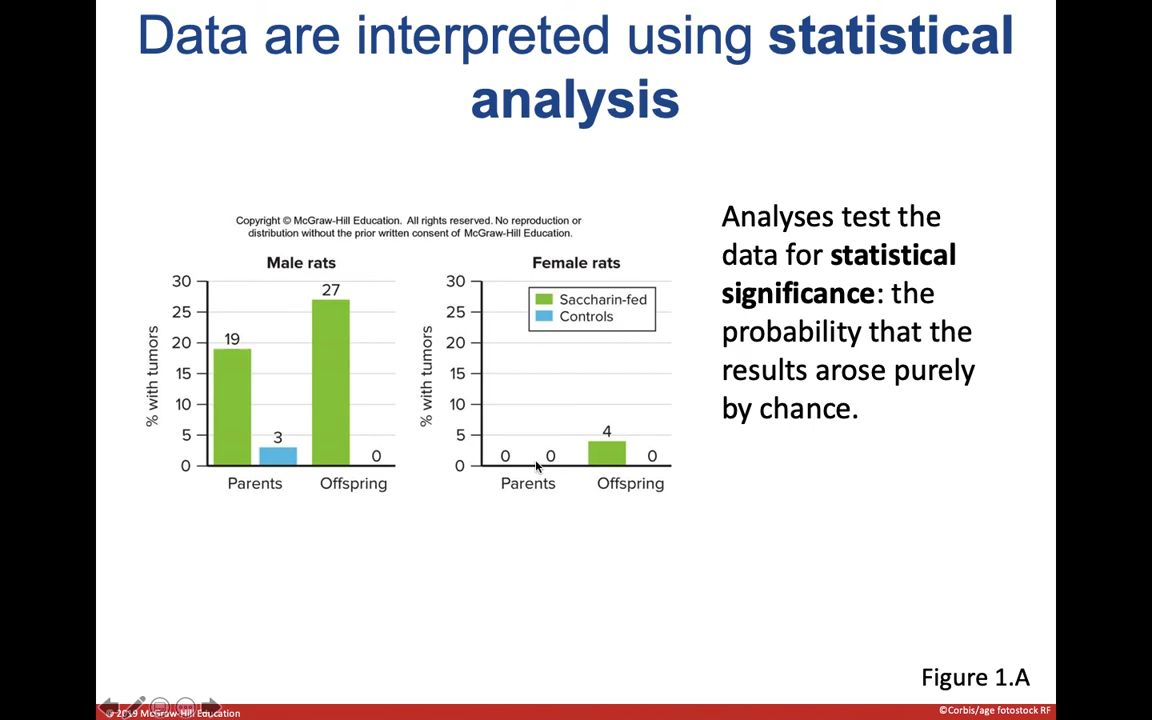 Data are interpreted using statistical
analysis
Copyright © McGraw-Hill Education. All rights reserved. No reproduction or
distribution without the prior written consent of McGraw-Hill Education.
Male rats
% with tumors
30
25
20
15
10
5
0
19
3
27
0
Parents
Offspring
Female rats
% with tumors
30
25
20
15
10
5
0
Saccharin-fed
Controls
0
0
4
0
Parents
Offspring
Analyses test the
data for statistical
significance: the
probability that the
results arose purely
by chance.
Figure 1.A
© 2019 McGraw-Hill Education
©Corbis/age fotostock RF